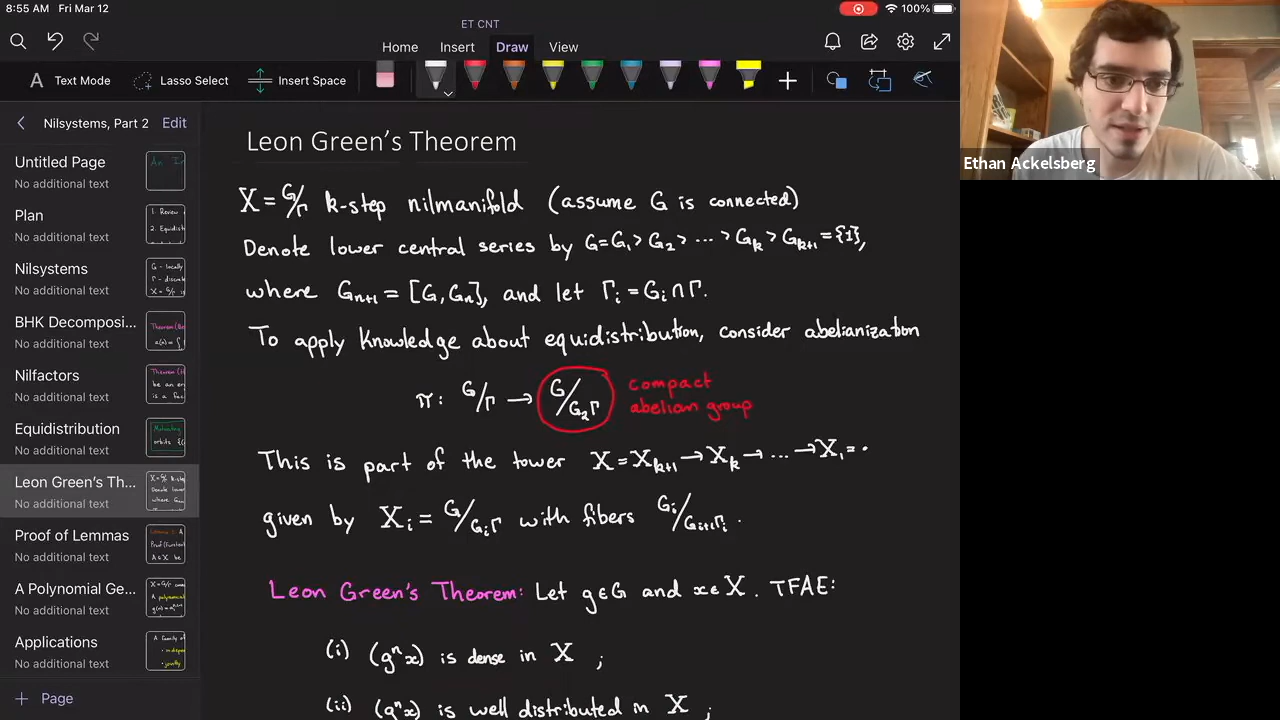 8:55 AM Fri Mar 12
100%
ET CNT
Home Insert Draw View
A Text Mode
Lasso Select
Insert Space
Nilsystems, Part 2 Edit
Untitled Page
No additional text
Plan
No additional text
Nilsystems
No additional text
BHK Decomposi...
No additional text
Nilfactors
No additional text
Equidistribution
No additional text
Leon Green's Th...
No additional text
Proof of Lemmas
No additional text
A Polynomial Ge...
No additional text
Applications
No additional text
+ Page
Leon Green's Theorem
X = G/Γ k-step nilmanifold (assume G is connected)
Denote lower central series by G=G₁>G₂>...>Gₖ>Gₖ₊₁={1},
where Gₙ₊₁ = [G,Gₙ], and let Γᵢ = Gᵢ∩Γ.
To apply knowledge about equidistribution, consider abelianization
π: G/Γ → G/G₂Γ compact
abelian group
This is part of the tower X=Xₖ₊₁→Xₖ→...→X₁=·
given by Xᵢ = G/GᵢΓ with fibers Gᵢ/Gᵢ₊₁Γᵢ.
Leon Green's Theorem: Let g∈G and x∈X. TFAE:
(i) (gⁿx) is dense in X ;
(ii) (gⁿx) is well distributed in X ;
Ethan Ackelsberg